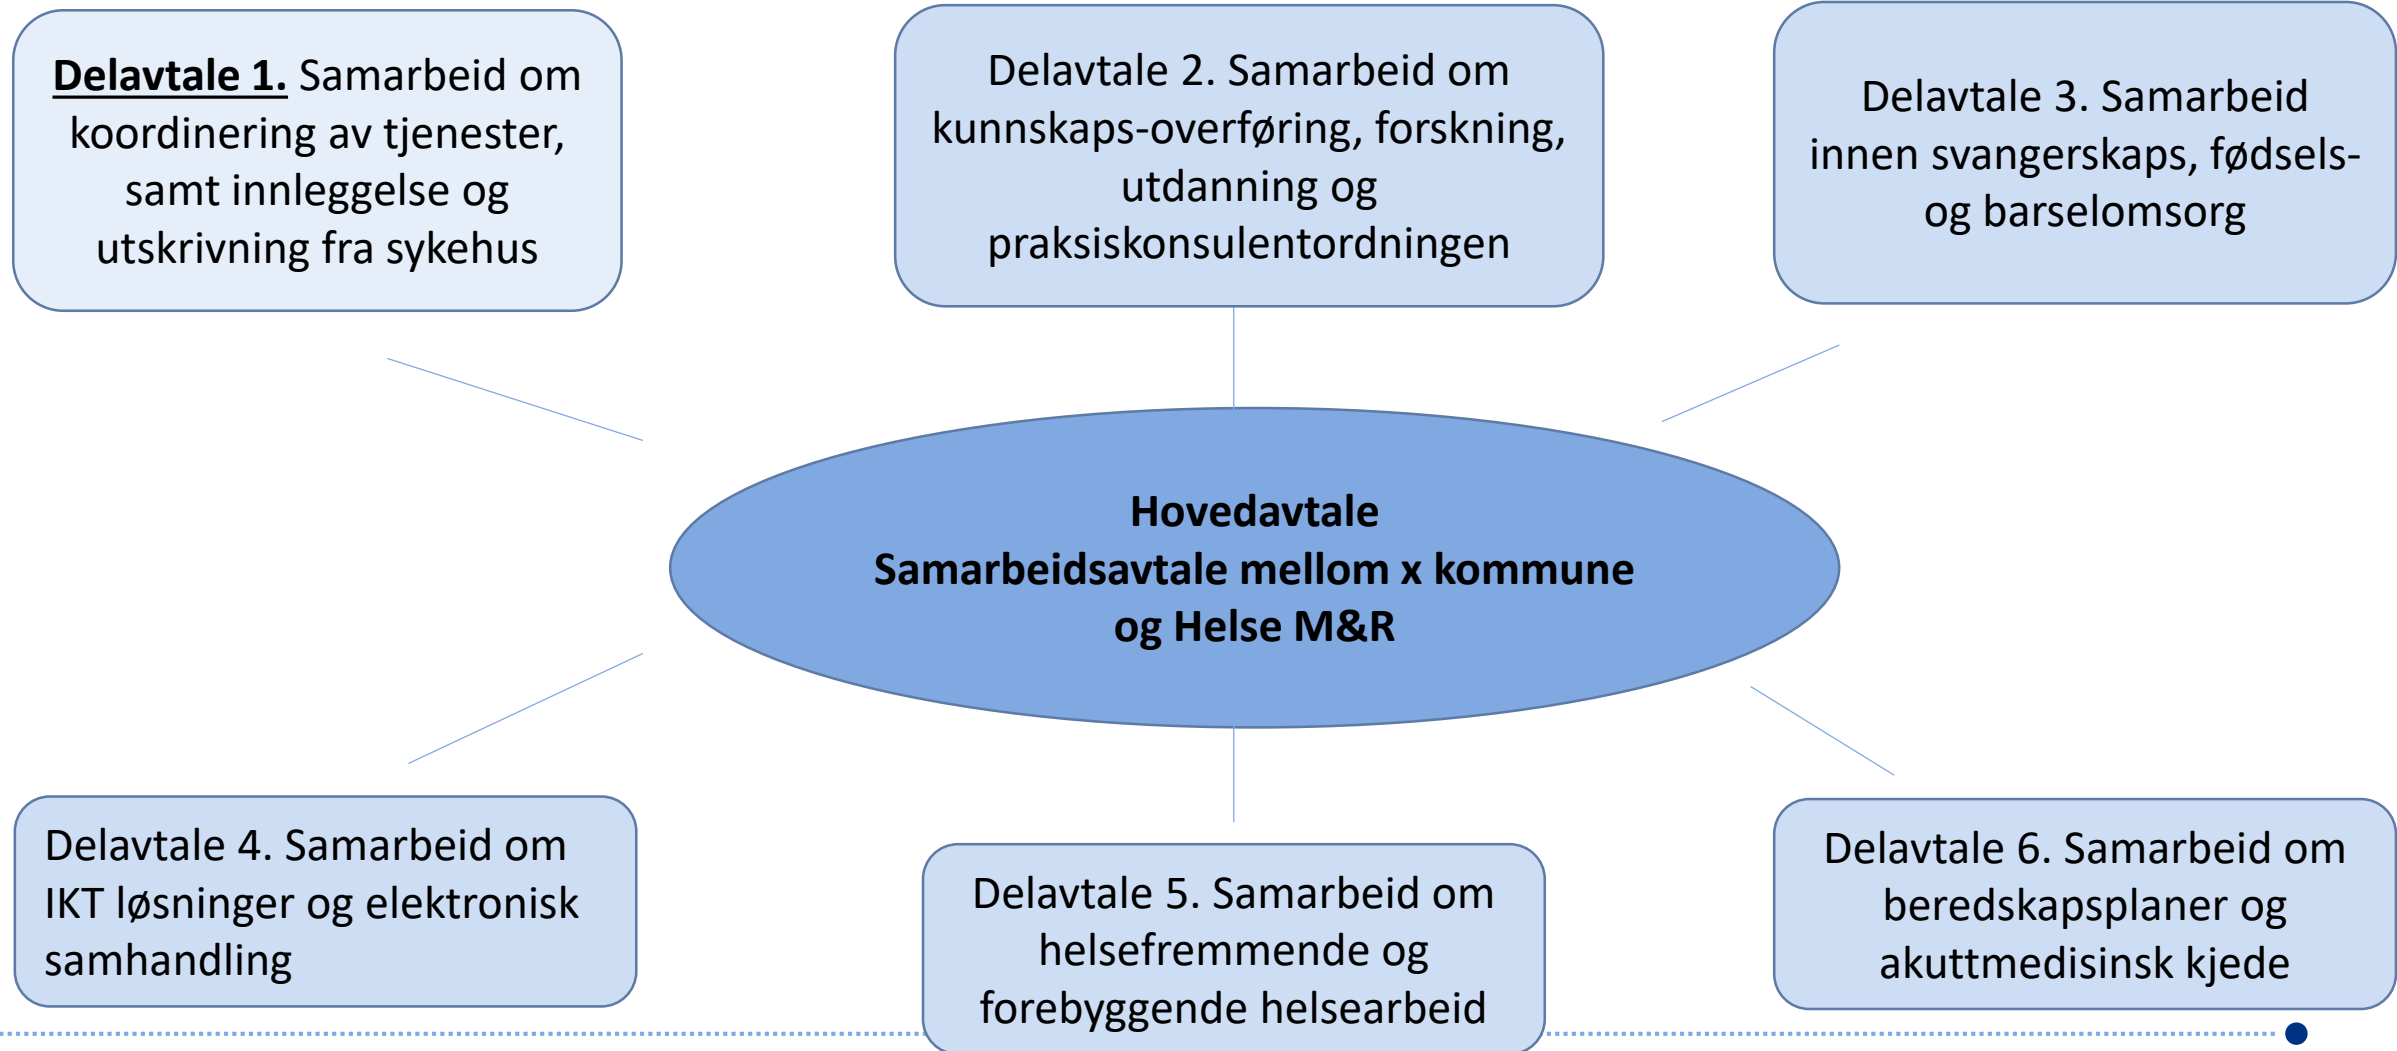 Delavtale 1. Samarbeid om
koordinering av tjenester,
samt innleggelse og
utskrivning fra sykehus
Delavtale 2. Samarbeid om
kunnskaps-overføring, forskning,
utdanning og
praksiskonsulentordningen
Delavtale 3. Samarbeid
innen svangerskaps, fødsels-
og barselomsorg
Hovedavtale
Samarbeidsavtale mellom x kommune
og Helse M&R
Delavtale 4. Samarbeid om
IKT løsninger og elektronisk
samhandling
Delavtale 5. Samarbeid om
helsefremmende og
forebyggende helsearbeid
Delavtale 6. Samarbeid om
beredskapsplaner og
akuttmedisinsk kjede